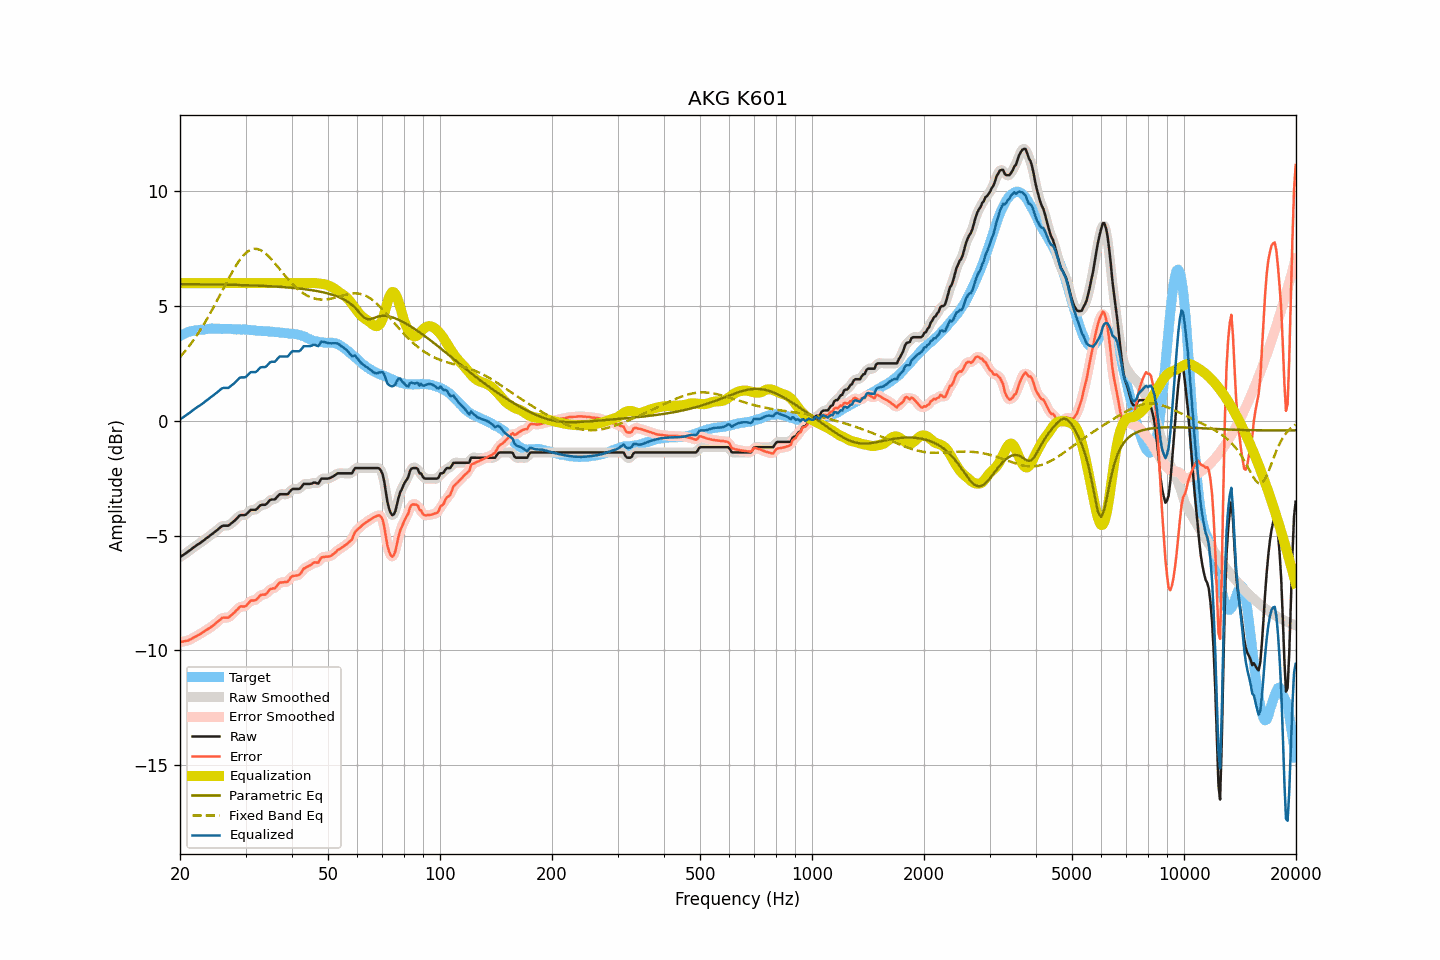 AKG K601
Amplitude (dBr)
10
5
0
−5
−10
−15
Target
Raw Smoothed
Error Smoothed
Raw
Error
Equalization
Parametric Eq
Fixed Band Eq
Equalized
20 50 100 200 500 1000 2000 5000 10000 20000
Frequency (Hz)